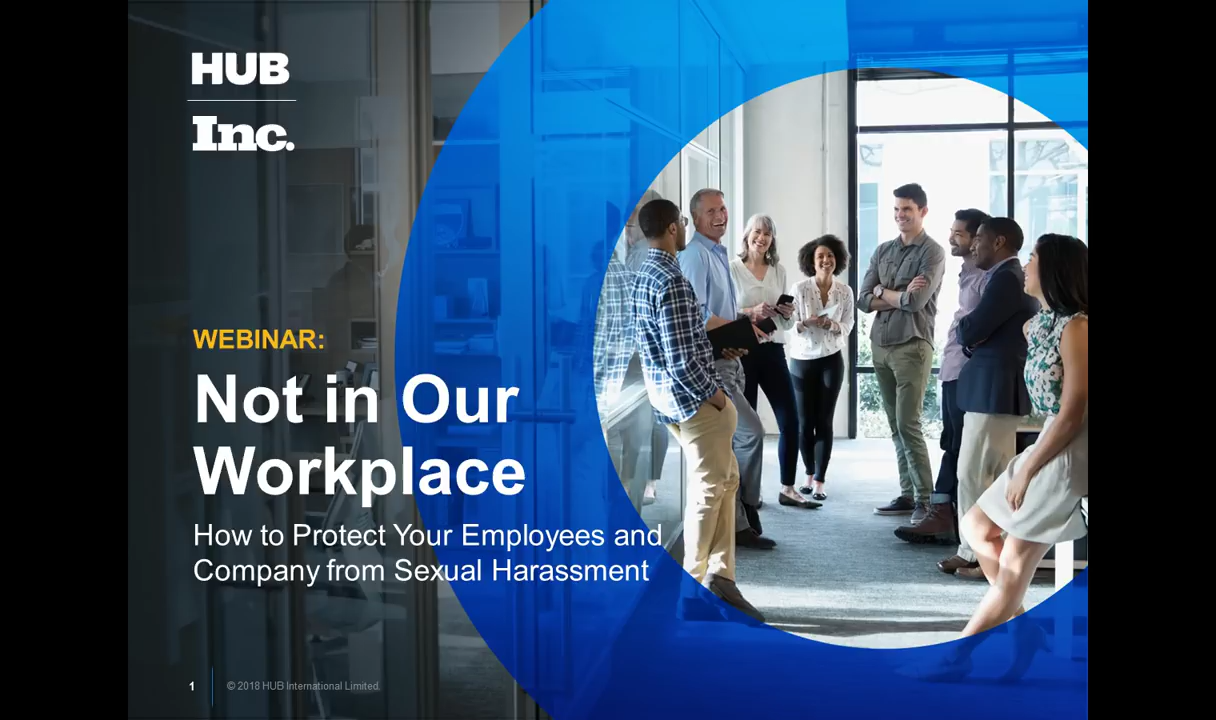 HUB
Inc.
WEBINAR:
Not in Our
Workplace
How to Protect Your Employees and
Company from Sexual Harassment
1
© 2018 HUB International Limited.